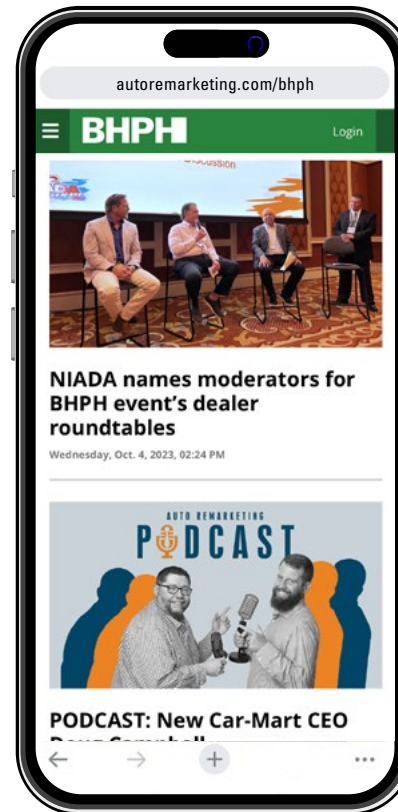 autoremarketing.com/bhph
BHPH
Login
NIADA names moderators for
BHPH event's dealer
roundtables
Wednesday, Oct. 4, 2023, 02:24 PM
AUTO REMARKETING
PODCAST
PODCAST: New Car-Mart CEO